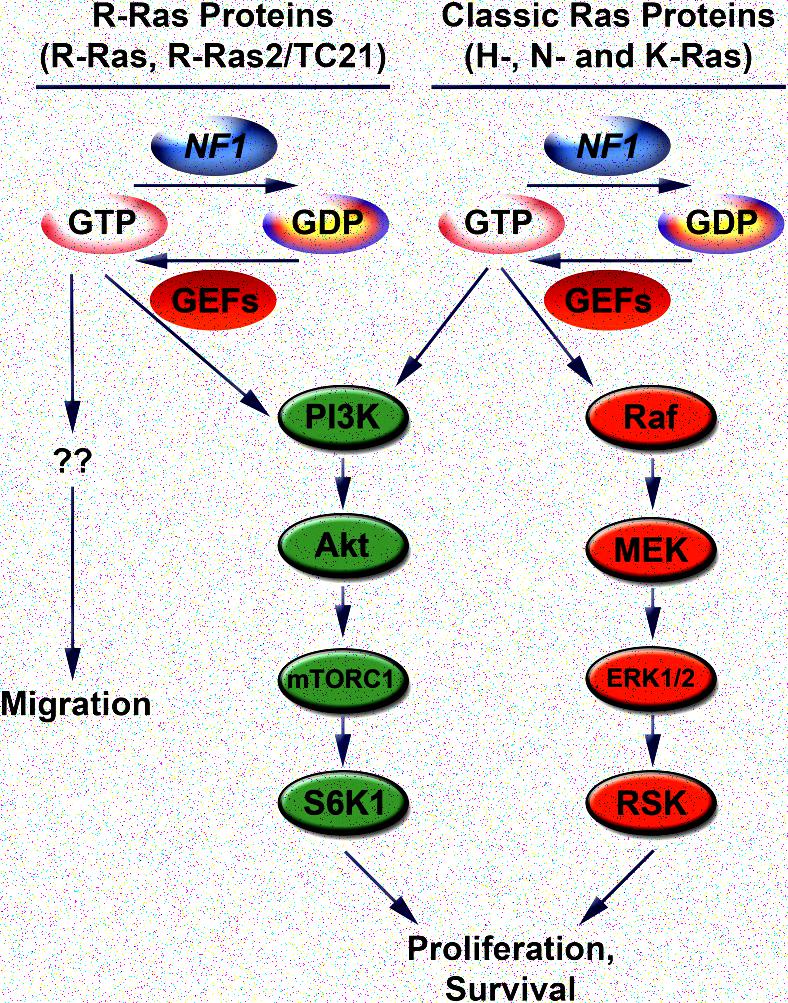 R-Ras Proteins
(R-Ras, R-Ras2/TC21)
Classic Ras Proteins
(H-, N- and K-Ras)
NF1
NF1
GTP
GDP
GTP
GDP
GEFs
GEFs
PI3K
Raf
??
Akt
MEK
mTORC1
ERK1/2
Migration
S6K1
RSK
Proliferation,
Survival